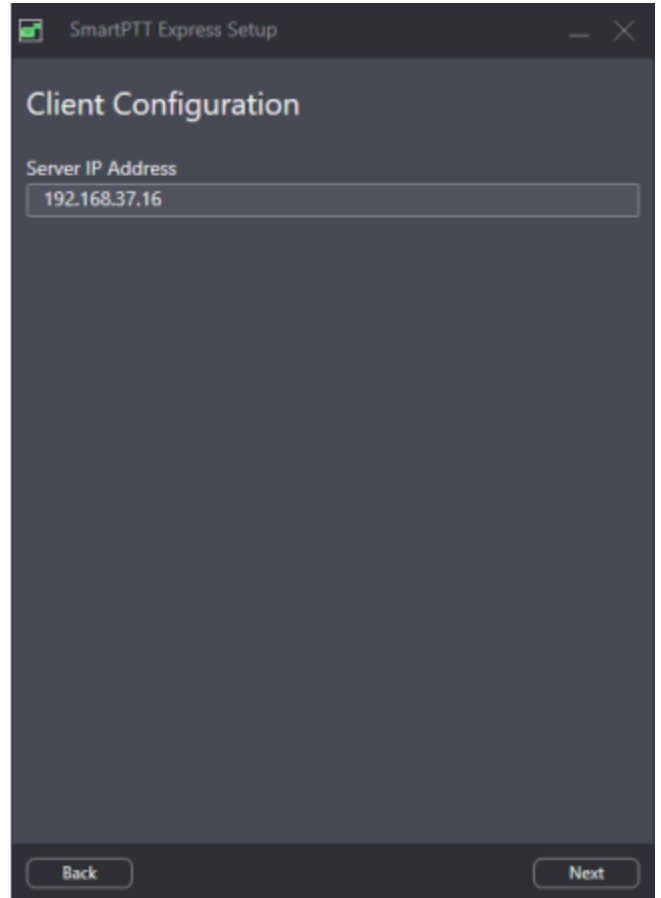 SmartPTT Express Setup
Client Configuration
Server IP Address
192.168.37.16
Back
Next